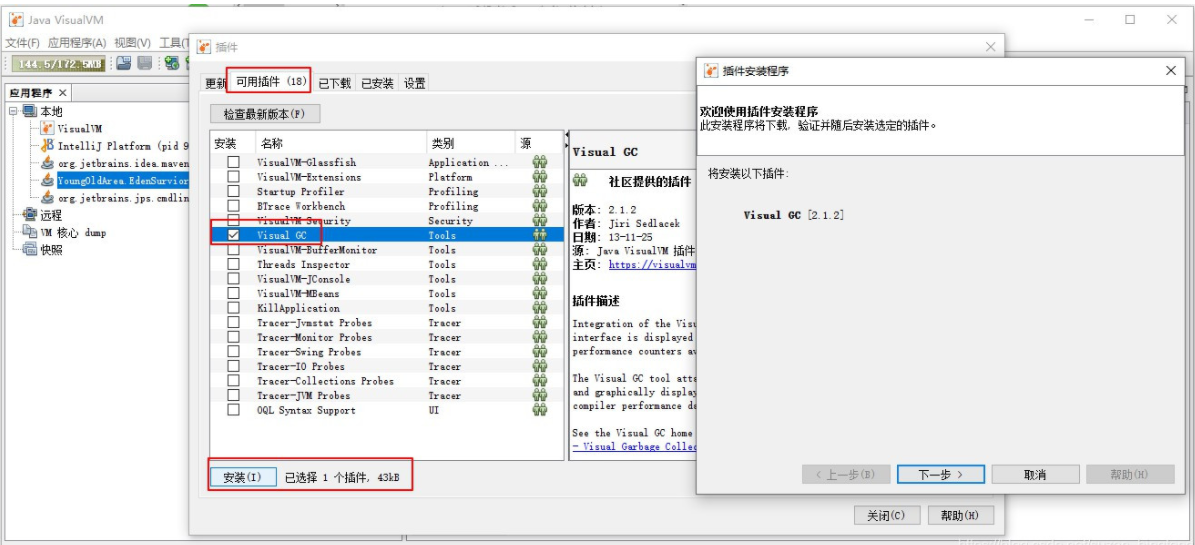 Java VisualVM
文件(F) 应用程序(A) 视图(V) 工具(T
144.5/172.5MB
应用程序 ×
本地
VisualVM
IntelliJ Platform (pid 9
org.jetbrains.idea.maven
YoungOldArea.EdenSurvior
org.jetbrains.jps.cmdlin
远程
VM 核心 dump
快照
插件
更新 可用插件 (18) 已下载 已安装 设置
检查最新版本(P)
安装 名称 类别 源
VisualVM-Glassfish Application ...
VisualVM-Extensions Platform
Startup Profiler Profiling
BTrace Workbench Profiling
VisualVM-Security Security
Visual GC Tools
VisualVM-BufferMonitor Tools
Threads Inspector Tools
VisualVM-JConsole Tools
VisualVM-MBeans Tools
KillApplication Tools
Tracer-Jvmstat Probes Tracer
Tracer-Monitor Probes Tracer
Tracer-Swing Probes Tracer
Tracer-IO Probes Tracer
Tracer-Collections Probes Tracer
Tracer-JVM Probes Tracer
OQL Syntax Support UI
安装(I) 已选择 1 个插件, 43kB
Visual GC
社区提供的插件
版本: 2.1.2
作者: Jiri Sedlacek
日期: 13-11-25
源: Java VisualVM 插件
主页: https://visualvm
插件描述
Integration of the Visu
interface is displayed
performance counters av
The Visual GC tool atta
and graphically display
compiler performance da
See the Visual GC home
- Visual Garbage Collec
关闭(C) 帮助(H)
插件安装程序
欢迎使用插件安装程序
此安装程序将下载, 验证并随后安装选定的插件。
将安装以下插件:
Visual GC [2.1.2]
< 上一步(B) 下一步 > 取消 帮助(H)